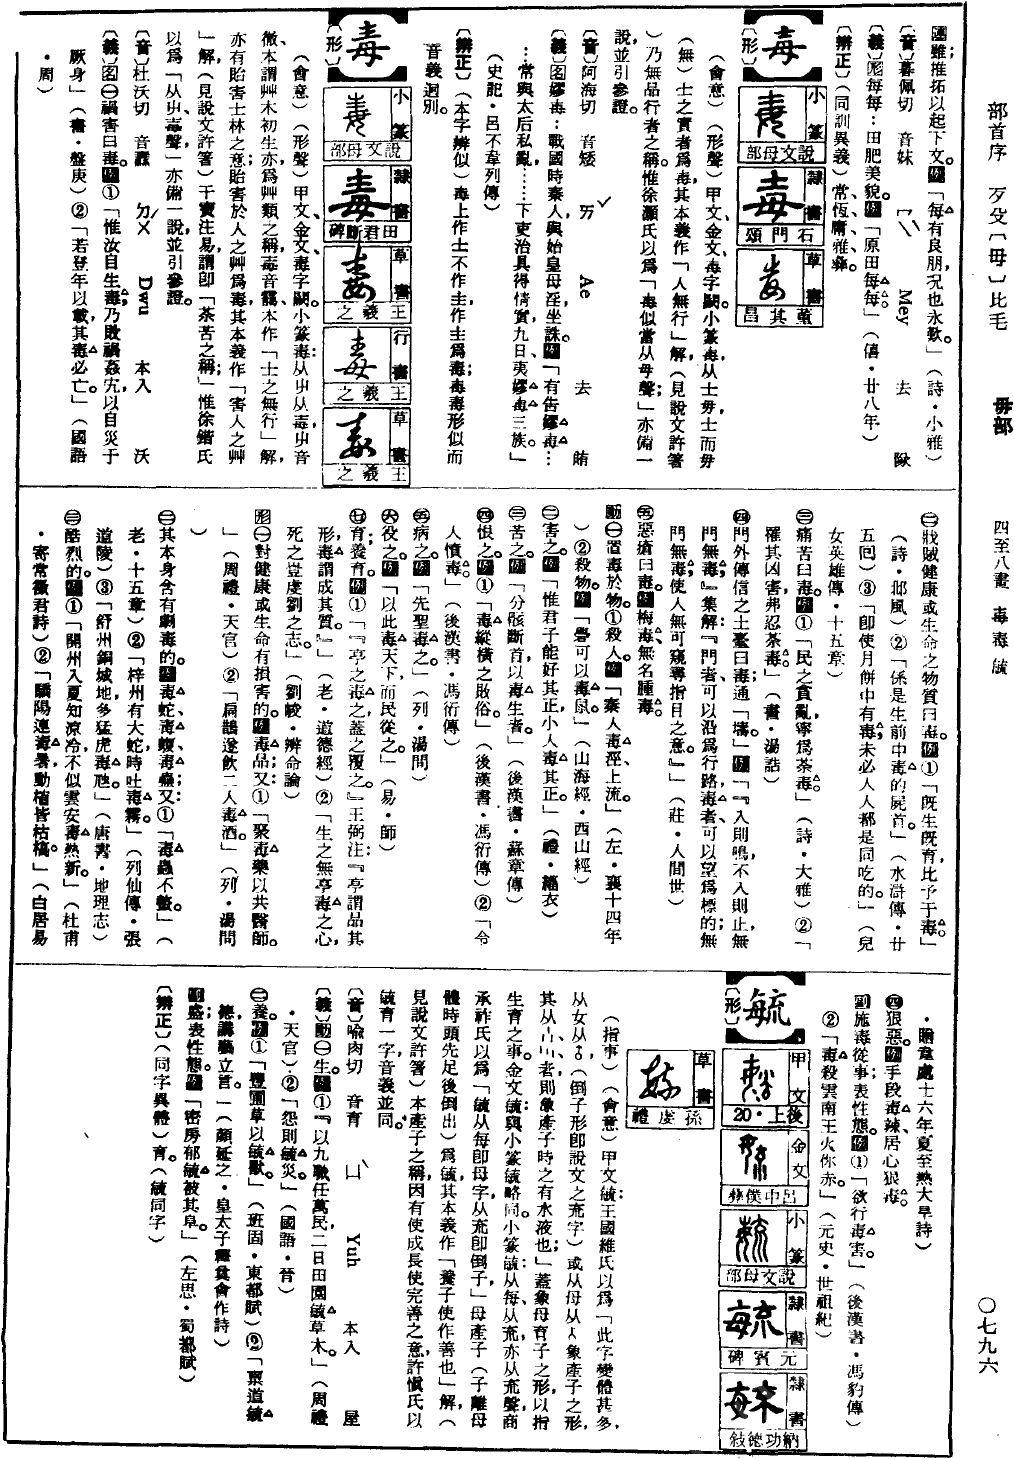 部首序　歹殳〔毋〕比毛　毋部　四至八畫　毒毒毓　〇七九六
連雖推拓以起下文。例「每有良朋，況也永歎。」（詩・小雅）
〔音〕暮佩切　音妹　ㄇㄟˋ　Mey　去　隊
〔義〕形每每：田肥美貌。例「原田每每。」（僖・廿八年）
〔辨正〕（同訓異義）常、恆、庸、雅、彝。
毐
〔形〕
小篆　說文毋部
隸書　石門頌
草書　董其昌
（會意）（形聲）甲文、金文、毐字闕。小篆毐：从士毋，士而毋
（無）士之實者為毐，其本義作「人無行」解，（見說文許箸
）乃無品行者之稱。惟徐灝氏以為「毐似當从毋聲；」亦備一
說，並引參證。
〔音〕阿海切　音矮　ㄞˇ　Ae　去　賄
〔義〕名嫪毐：戰國時秦人，與始皇母淫，坐誅。例「有告嫪毐…
…常與太后私亂……下吏治，具得情實，九日，夷嫪毐三族。」
（史記・呂不韋列傳）
〔辨正〕（本字辨似）毐上作士，不作主，作主為毒；毐毒形似而
音義迥別。
毒
〔形〕
小篆　說文毋部
隸書　田君斷碑
草書　王羲之
行書　王羲之
草書　王羲之
（會意）（形聲）甲文、金文、毒字闕。小篆毒：从屮从毐，屮音
徹，本謂艸木初生，亦為艸類之稱；毐音靄，本作「士之無行」解，
亦有貽害士林之意；貽害於人之艸為毒，其本義作「害人之艸
」解，（見說文許箸）干寶注易謂即「荼苦之稱；」惟徐鍇氏
以為「从屮，毐聲」亦備一說，並引參證。
〔音〕杜沃切　音蠹　ㄉㄨˊ　Dwu　本入　沃
〔義〕名㊀禍害曰毒。例①「惟汝自生毒；乃敗禍姦宄，以自災于
厥身」（書・盤庚）②「若登年以載其毒，必亡。」（國語
・周）
㊁戕賊健康或生命之物質曰毒。例①「既生既育，比予于毒。」
（詩・邶風）②「係是生前中毒的屍首」（水滸傳・廿
五回）③「即使月餅中有毒，未必人人都是同吃的。」（兒
女英雄傳・十五章）
㊂痛苦曰毒。例①「民之貪亂，寧為荼毒。」（詩・大雅）②「
罹其凶害，弗忍荼毒。」（書・湯誥）
㊃門外傳信之土臺曰毒，通「壔。」例「『入則鳴，不入則止，無
門無毒；』集解『門者可以沿為行路，毒者可以望為標的；無
門無毒，使人無可窺尋指目之意。』」（莊・人間世）
㊄惡瘡曰毒。例梅毒、無名腫毒。
動㊀置毒於物：①殺人。例「秦人毒涇上流」（左・襄十四年
）②殺物。例「礜可以毒鼠」（山海經・西山經）
㊁害之。例「惟君子能好其正，小人毒其正。」（禮・緇衣）
㊂苦之。例「分骸斷首以毒生者。」（後漢書・蘇章傳）
㊃恨之。例①「毒縱橫之敗俗」（後漢書・馮衍傳）②「令
人憤毒。」（後漢書・馮衍傳）
㊄病之。例「先聖毒之。」（列・湯問）
㊅役之。例「以此毒天下，而民從之」（易・師）
㊆育，養育。例①「『亭之毒之，蓋之覆之。』王弼注『亭謂品其
形，毒謂成其質。』」（老・道德經）②「生之無亭毒之心，
死之豈虔劉之志。」（劉峻・辨命論）
形㊀對健康或生命有損害的。例毒品。又：①「聚毒藥以共醫師。
」（周禮・天官）②「扁鵲遂飲二人毒酒。」（列・湯問
）
㊁其本身含有劇毒的。例毒蛇、毒蝮、毒癘。又：①「毒蟲不螫。」（
老・十五章）②「梓州有大蛇，時吐毒霧」（列仙傳・張
道陵）③「舒州銅城地，多猛虎毒虺」（唐書・地理志）
㊂酷烈的。例①「開州入夏知涼冷，不似雲安毒熱新」（杜甫
・寄常徵君詩）②「驕陽連毒暑，動植皆枯槁。」（白居易
・贈韋處士六年夏至熱大旱詩）
㊃狠惡。例手段毒辣、居心狠毒。
副施毒從事，表性態。例①「欲行毒害。」（後漢書・馮豹傳）
②「毒殺雲南王火你赤。」（元史・世祖紀）
毓
〔形〕
甲文　後上・20
金文　呂中僕彝
小篆　說文毋部
隸書　元賓碑
隸書　納功德敍
草書　孫虔禮
（指事）（會意）甲文毓：王國維氏以為「此字變體甚多，
从女从㐬（倒子形，即說文之㐬字）或从母从𠫓，象產子之形，
其从者，則象產子時之有水液也；」蓋象母育子之形，以指
生育之事。金文毓：與小篆毓略同。小篆毓：从每，从㐬，亦从㐬聲。商
承祚氏以為「毓从每即母字，从㐬即倒子。」母產子（子離母
體時頭先足後倒出）為毓，其本義作「養子使作善也」解，（
見說文許箸）本產子之稱，因有使成長使完善之意，許慎氏以
毓育一字，音義並同。
〔音〕喩肉切　音育　ㄩˋ　Yuh　本入　屋
〔義〕動㊀生。例①「以九職任萬民……二曰園圃毓草木。」（周禮
・天官）②「怨則毓災。」（國語・晉）
㊁養。例①「豐圃草以毓獸。」（班固・東都賦）②「稟道毓
德，講藝立言。」（顏延之・皇太子釋奠會作詩）
副盛，表性態。例「密房郁毓被其阜。」（左思・蜀都賦）
〔辨正〕（同字異體）育。（毓同字）